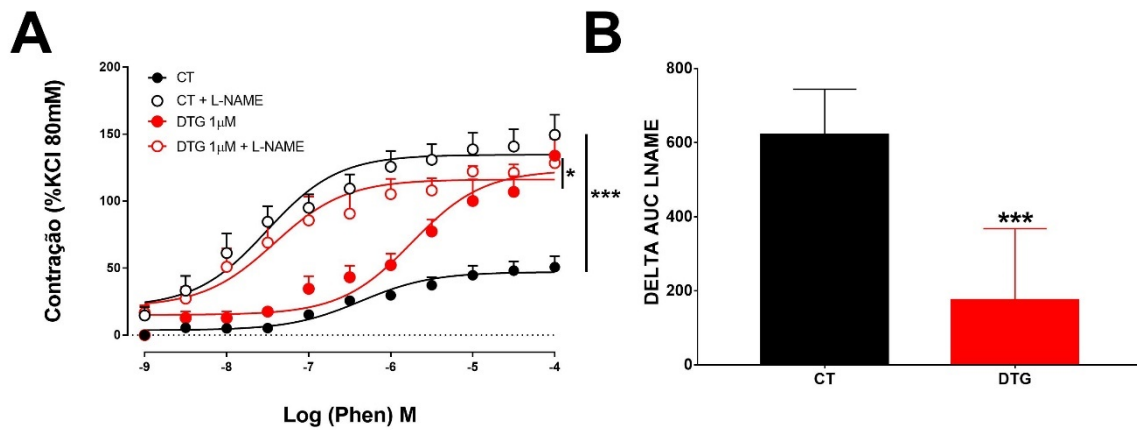 A
Contração (%KCl 80mM)
200
150
100
50
0
CT
CT + L-NAME
DTG 1µM
DTG 1µM + L-NAME
*
***
-9
-8
-7
-6
-5
-4
Log (Phen) M
B
DELTA AUC LNAME
800
600
400
200
0
***
CT
DTG